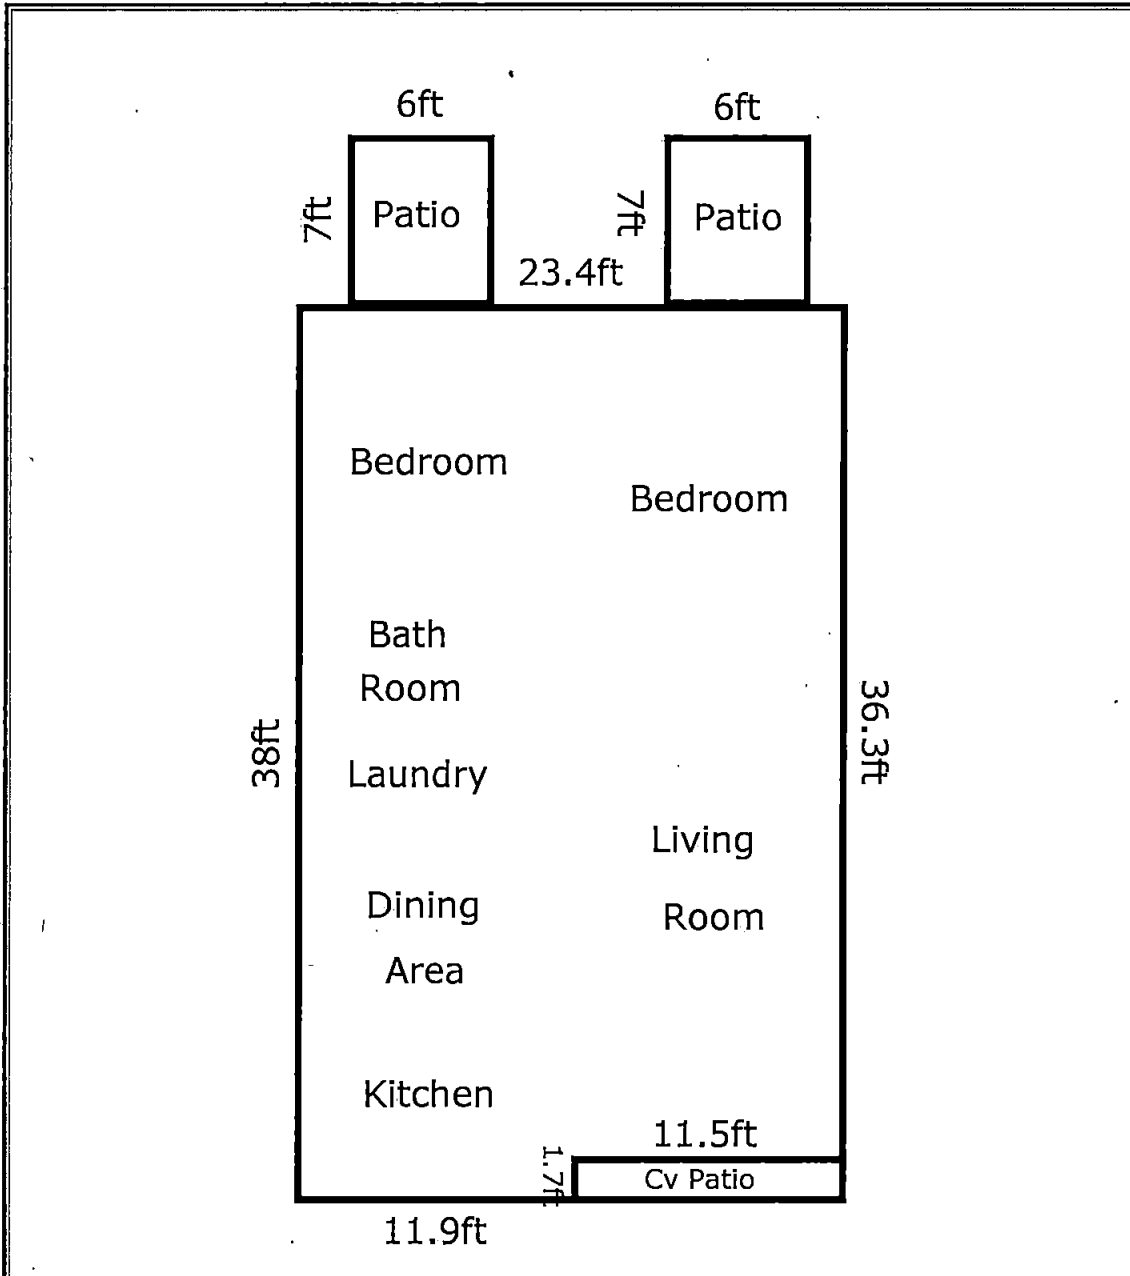 6ft
6ft
7ft
Patio
7ft
Patio
23.4ft
Bedroom
Bedroom
Bath
Room
Laundry
38ft
36.3ft
Living
Room
Dining
Area
Kitchen
11.5ft
1.7ft
Cv Patio
11.9ft